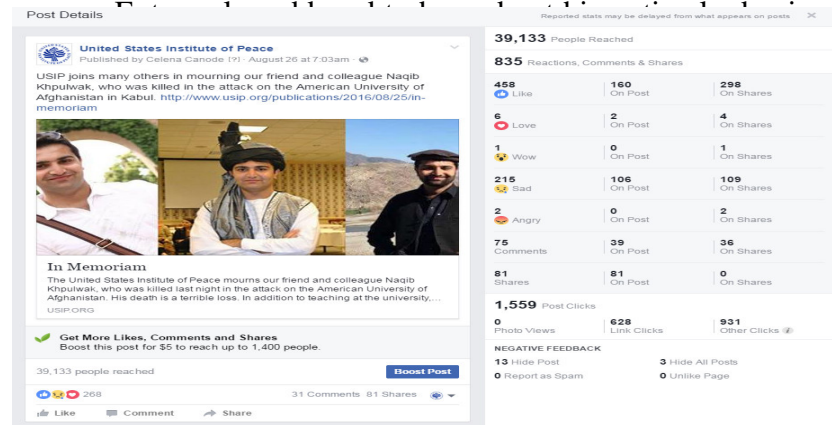 Post Details
Reported stats may be delayed from what appears on posts
United States Institute of Peace
Published by Celena Canode [?] · August 26 at 7:03am ·
USIP joins many others in mourning our friend and colleague Naqib
Khpulwak, who was killed in the attack on the American University of
Afghanistan in Kabul. http://www.usip.org/publications/2016/08/25/in-
memoriam
In Memoriam
The United States Institute of Peace mourns our friend and colleague Naqib
Khpulwak, who was killed last night in the attack on the American University of
Afghanistan. His death is a terrible loss. In addition to teaching at the university,...
USIP.ORG
Get More Likes, Comments and Shares
Boost this post for $5 to reach up to 1,400 people.
39,133 people reached
Boost Post
268
31 Comments 81 Shares
Like Comment Share
39,133 People Reached
835 Reactions, Comments & Shares
458 160 298
Like On Post On Shares
6 2 4
Love On Post On Shares
1 0 1
Wow On Post On Shares
215 106 109
Sad On Post On Shares
2 0 2
Angry On Post On Shares
75 39 36
Comments On Post On Shares
81 81 0
Shares On Post On Shares
1,559 Post Clicks
0 628 931
Photo Views Link Clicks Other Clicks
NEGATIVE FEEDBACK
13 Hide Post 3 Hide All Posts
0 Report as Spam 0 Unlike Page